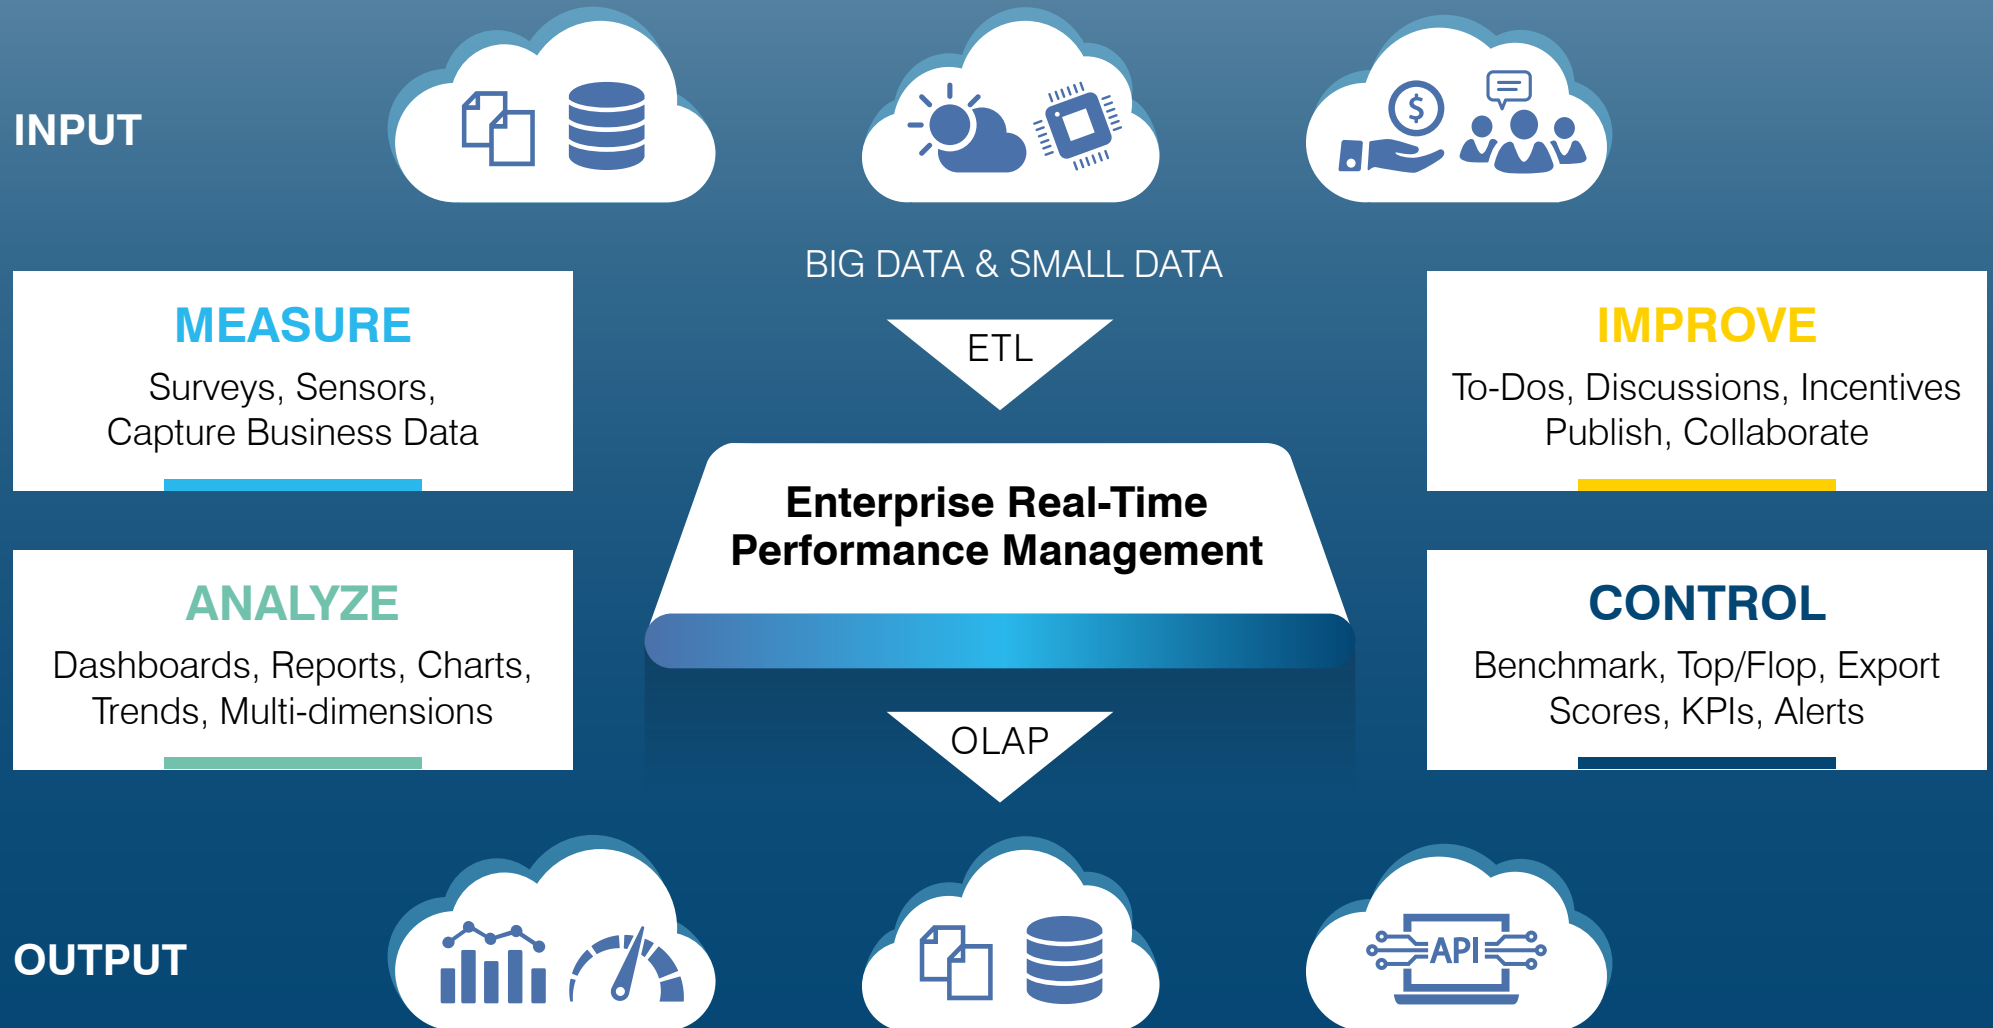 INPUT
BIG DATA & SMALL DATA
ETL
MEASURE
Surveys, Sensors,
Capture Business Data
IMPROVE
To-Dos, Discussions, Incentives
Publish, Collaborate
Enterprise Real-Time
Performance Management
ANALYZE
Dashboards, Reports, Charts,
Trends, Multi-dimensions
CONTROL
Benchmark, Top/Flop, Export
Scores, KPIs, Alerts
OLAP
OUTPUT
API
$